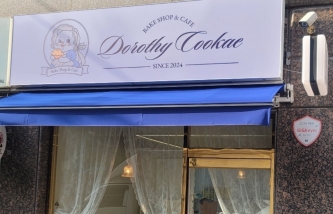 BAKE SHOP & CAFE
Dorothy Cookae
SINCE 2024